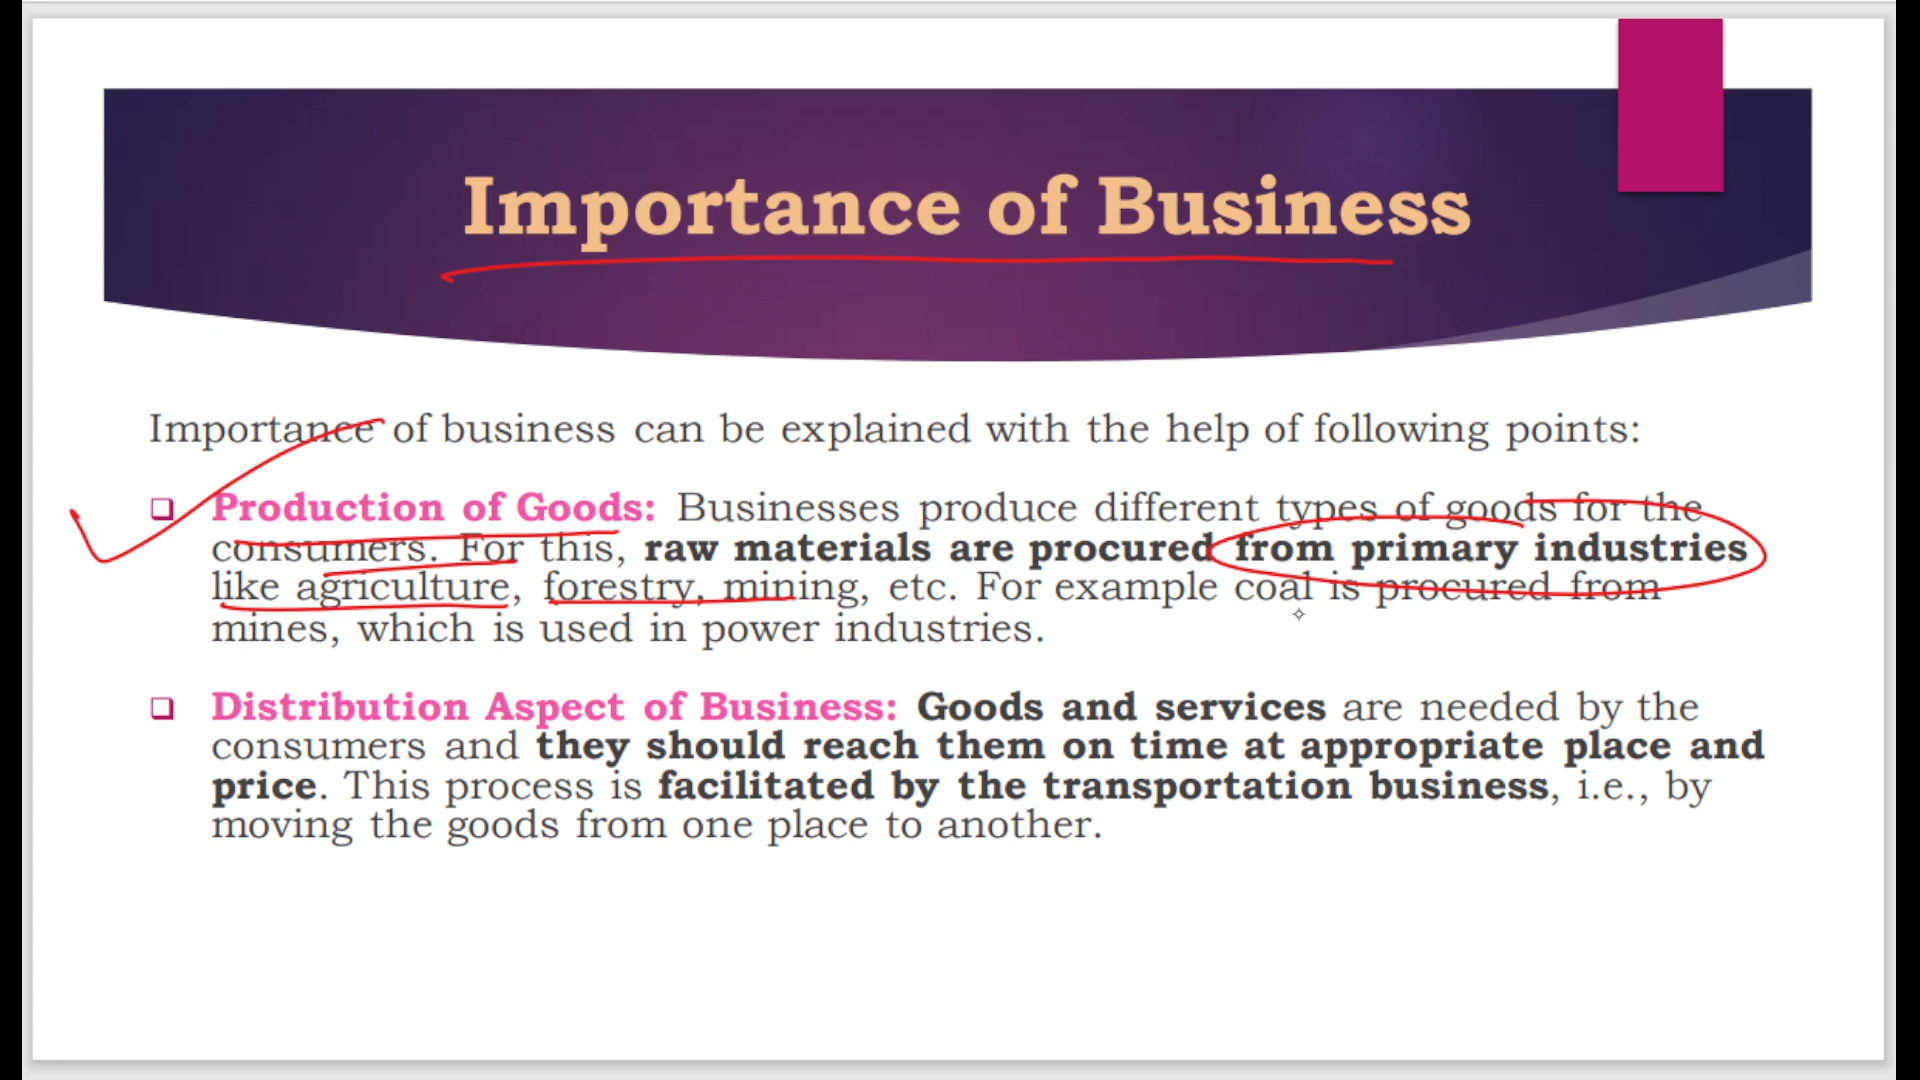 Importance of Business
Importance of business can be explained with the help of following points:
❑ Production of Goods: Businesses produce different types of goods for the
consumers. For this, raw materials are procured from primary industries
like agriculture, forestry, mining, etc. For example coal is procured from
mines, which is used in power industries.
❑ Distribution Aspect of Business: Goods and services are needed by the
consumers and they should reach them on time at appropriate place and
price. This process is facilitated by the transportation business, i.e., by
moving the goods from one place to another.